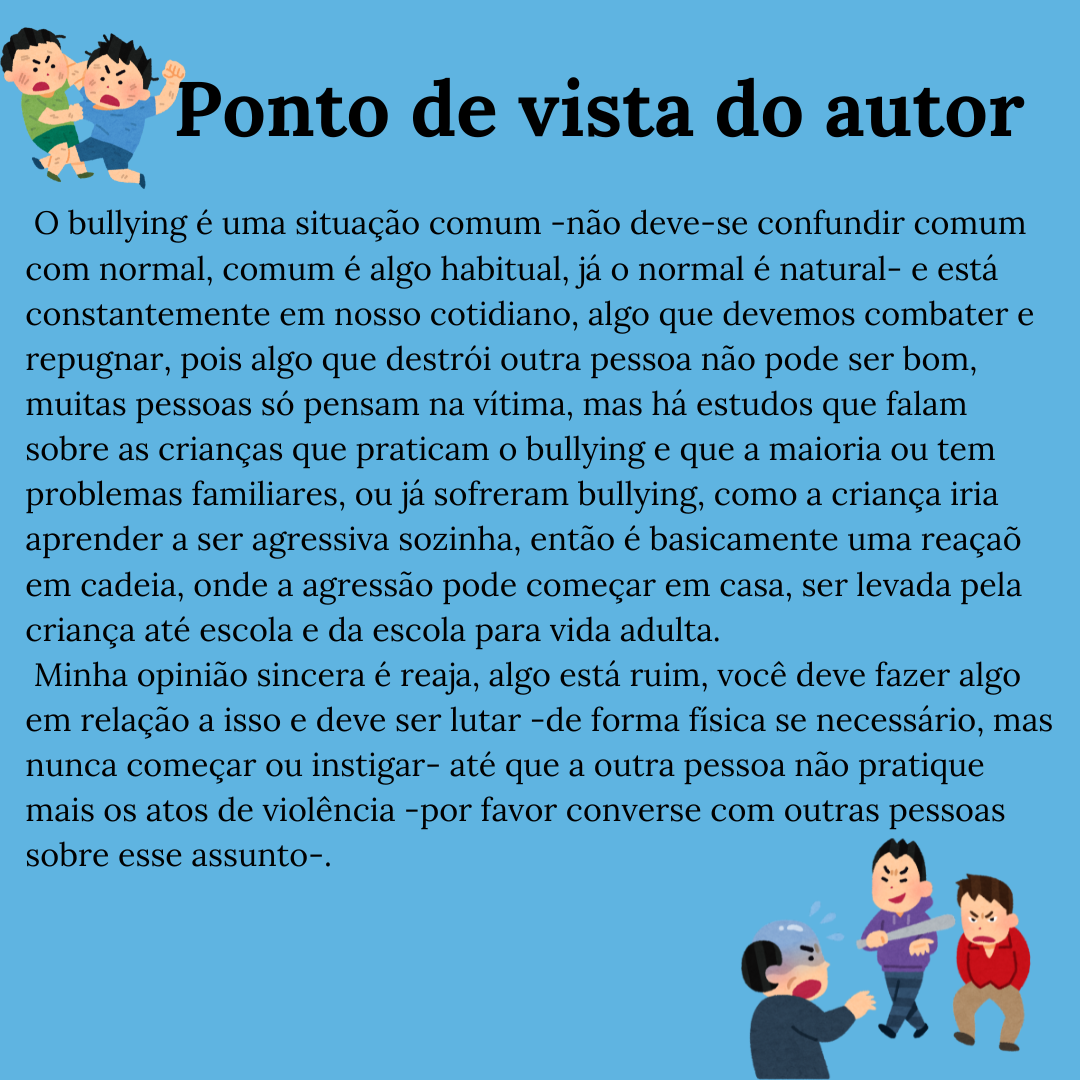 Ponto de vista do autor
O bullying é uma situação comum -não deve-se confundir comum
com normal, comum é algo habitual, já o normal é natural- e está
constantemente em nosso cotidiano, algo que devemos combater e
repugnar, pois algo que destrói outra pessoa não pode ser bom,
muitas pessoas só pensam na vítima, mas há estudos que falam
sobre as crianças que praticam o bullying e que a maioria ou tem
problemas familiares, ou já sofreram bullying, como a criança iria
aprender a ser agressiva sozinha, então é basicamente uma reaçaõ
em cadeia, onde a agressão pode começar em casa, ser levada pela
criança até escola e da escola para vida adulta.
Minha opinião sincera é reaja, algo está ruim, você deve fazer algo
em relação a isso e deve ser lutar -de forma física se necessário, mas
nunca começar ou instigar- até que a outra pessoa não pratique
mais os atos de violência -por favor converse com outras pessoas
sobre esse assunto-.